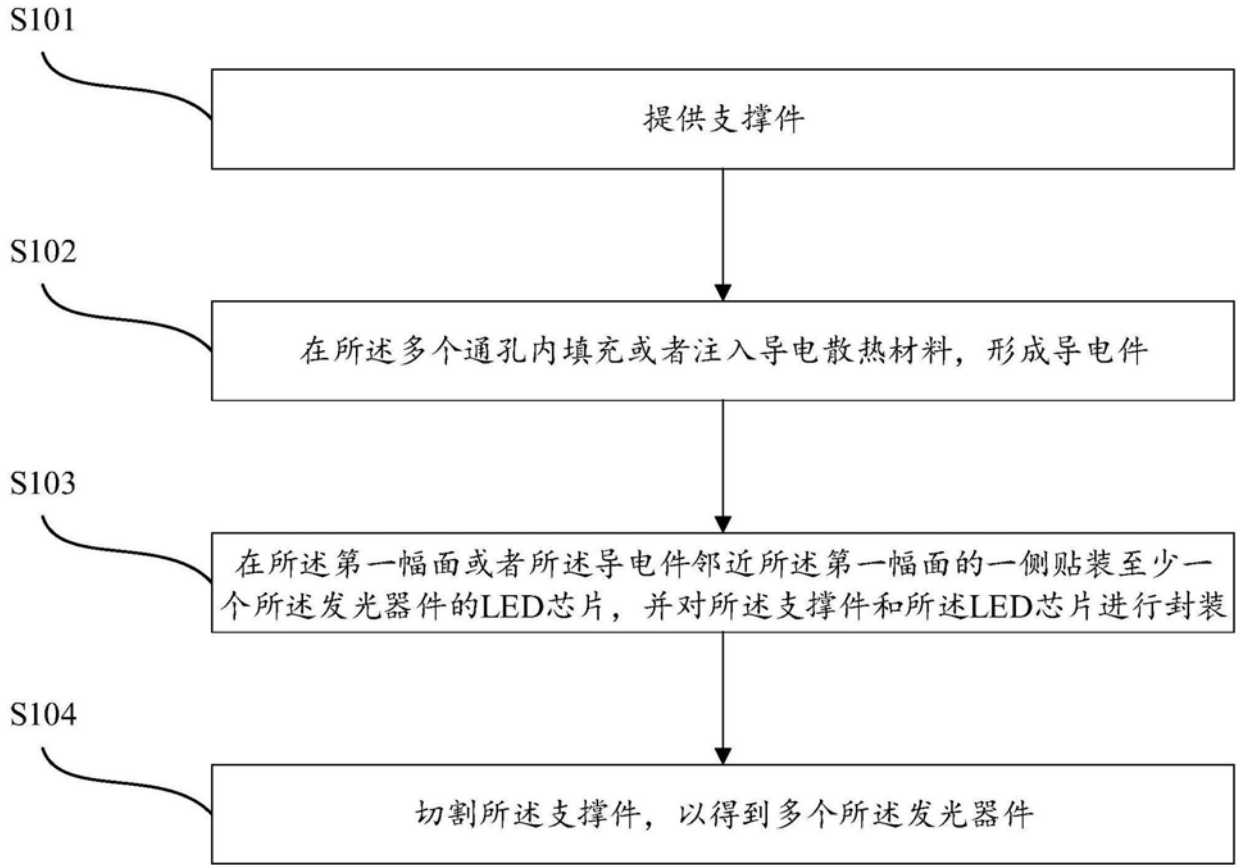 S101
提供支撑件
S102
在所述多个通孔内填充或者注入导电散热材料，形成导电件
S103
在所述第一幅面或者所述导电件邻近所述第一幅面的一侧贴装至少一
个所述发光器件的LED芯片，并对所述支撑件和所述LED芯片进行封装
S104
切割所述支撑件，以得到多个所述发光器件